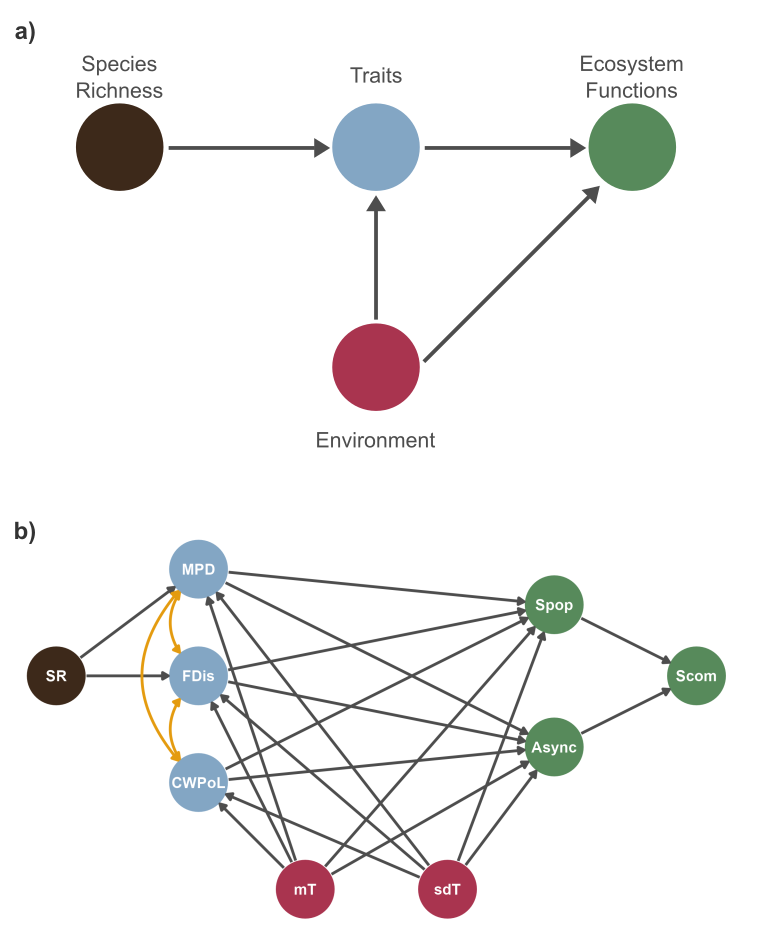 a)
Species
Richness
Traits
Ecosystem
Functions
Environment
b)
MPD
Spop
SR
FDis
Scom
Async
CWPoL
mT
sdT